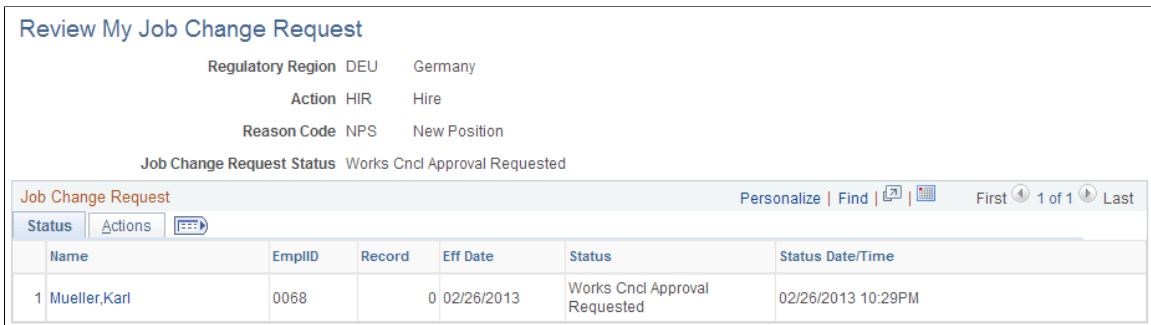 Review My Job Change Request
Regulatory Region DEU Germany
Action HIR Hire
Reason Code NPS New Position
Job Change Request Status Works Cncl Approval Requested
Job Change Request Personalize | Find | | First 1 of 1 Last
Status Actions
Name EmplID Record Eff Date Status Status Date/Time
1 Mueller,Karl 0068 0 02/26/2013 Works Cncl Approval Requested 02/26/2013 10:29PM